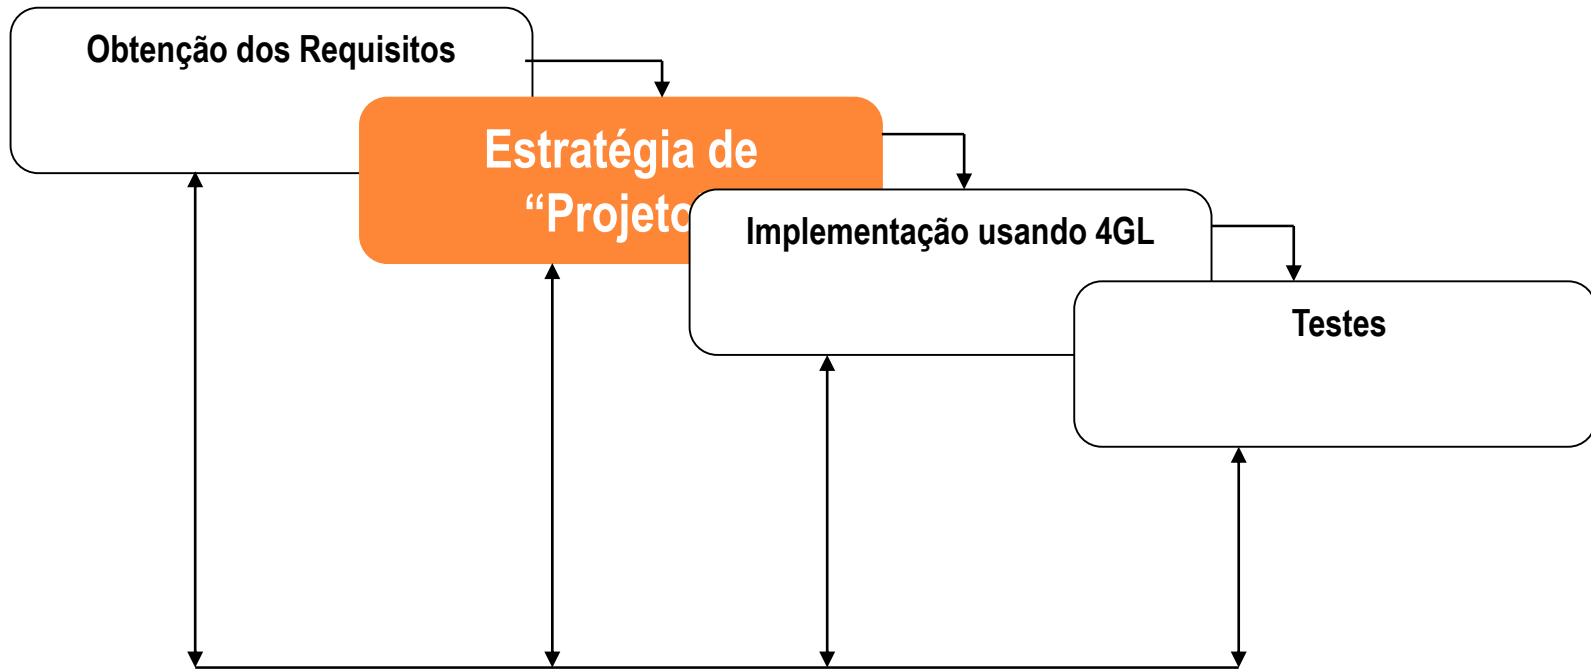 Obtenção dos Requisitos
Estratégia de
“Projeto
Implementação usando 4GL
Testes